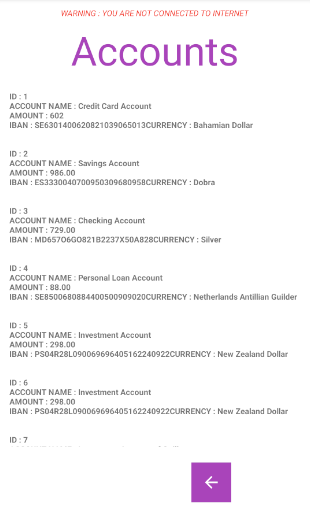 WARNING : YOU ARE NOT CONNECTED TO INTERNET
Accounts
ID : 1
ACCOUNT NAME : Credit Card Account
AMOUNT : 602
IBAN : SE6301400620821039065013CURRENCY : Bahamian Dollar
ID : 2
ACCOUNT NAME : Savings Account
AMOUNT : 986.00
IBAN : ES3330040700950309680958CURRENCY : Dobra
ID : 3
ACCOUNT NAME : Checking Account
AMOUNT : 729.00
IBAN : MD657O6GO821B2237X50A828CURRENCY : Silver
ID : 4
ACCOUNT NAME : Personal Loan Account
AMOUNT : 88.00
IBAN : SE8500680884400500909020CURRENCY : Netherlands Antillian Guilder
ID : 5
ACCOUNT NAME : Investment Account
AMOUNT : 298.00
IBAN : PS04R28L09006969640516224​0922CURRENCY : New Zealand Dollar
ID : 6
ACCOUNT NAME : Investment Account
AMOUNT : 298.00
IBAN : PS04R28L090069696405162240922CURRENCY : New Zealand Dollar
ID : 7